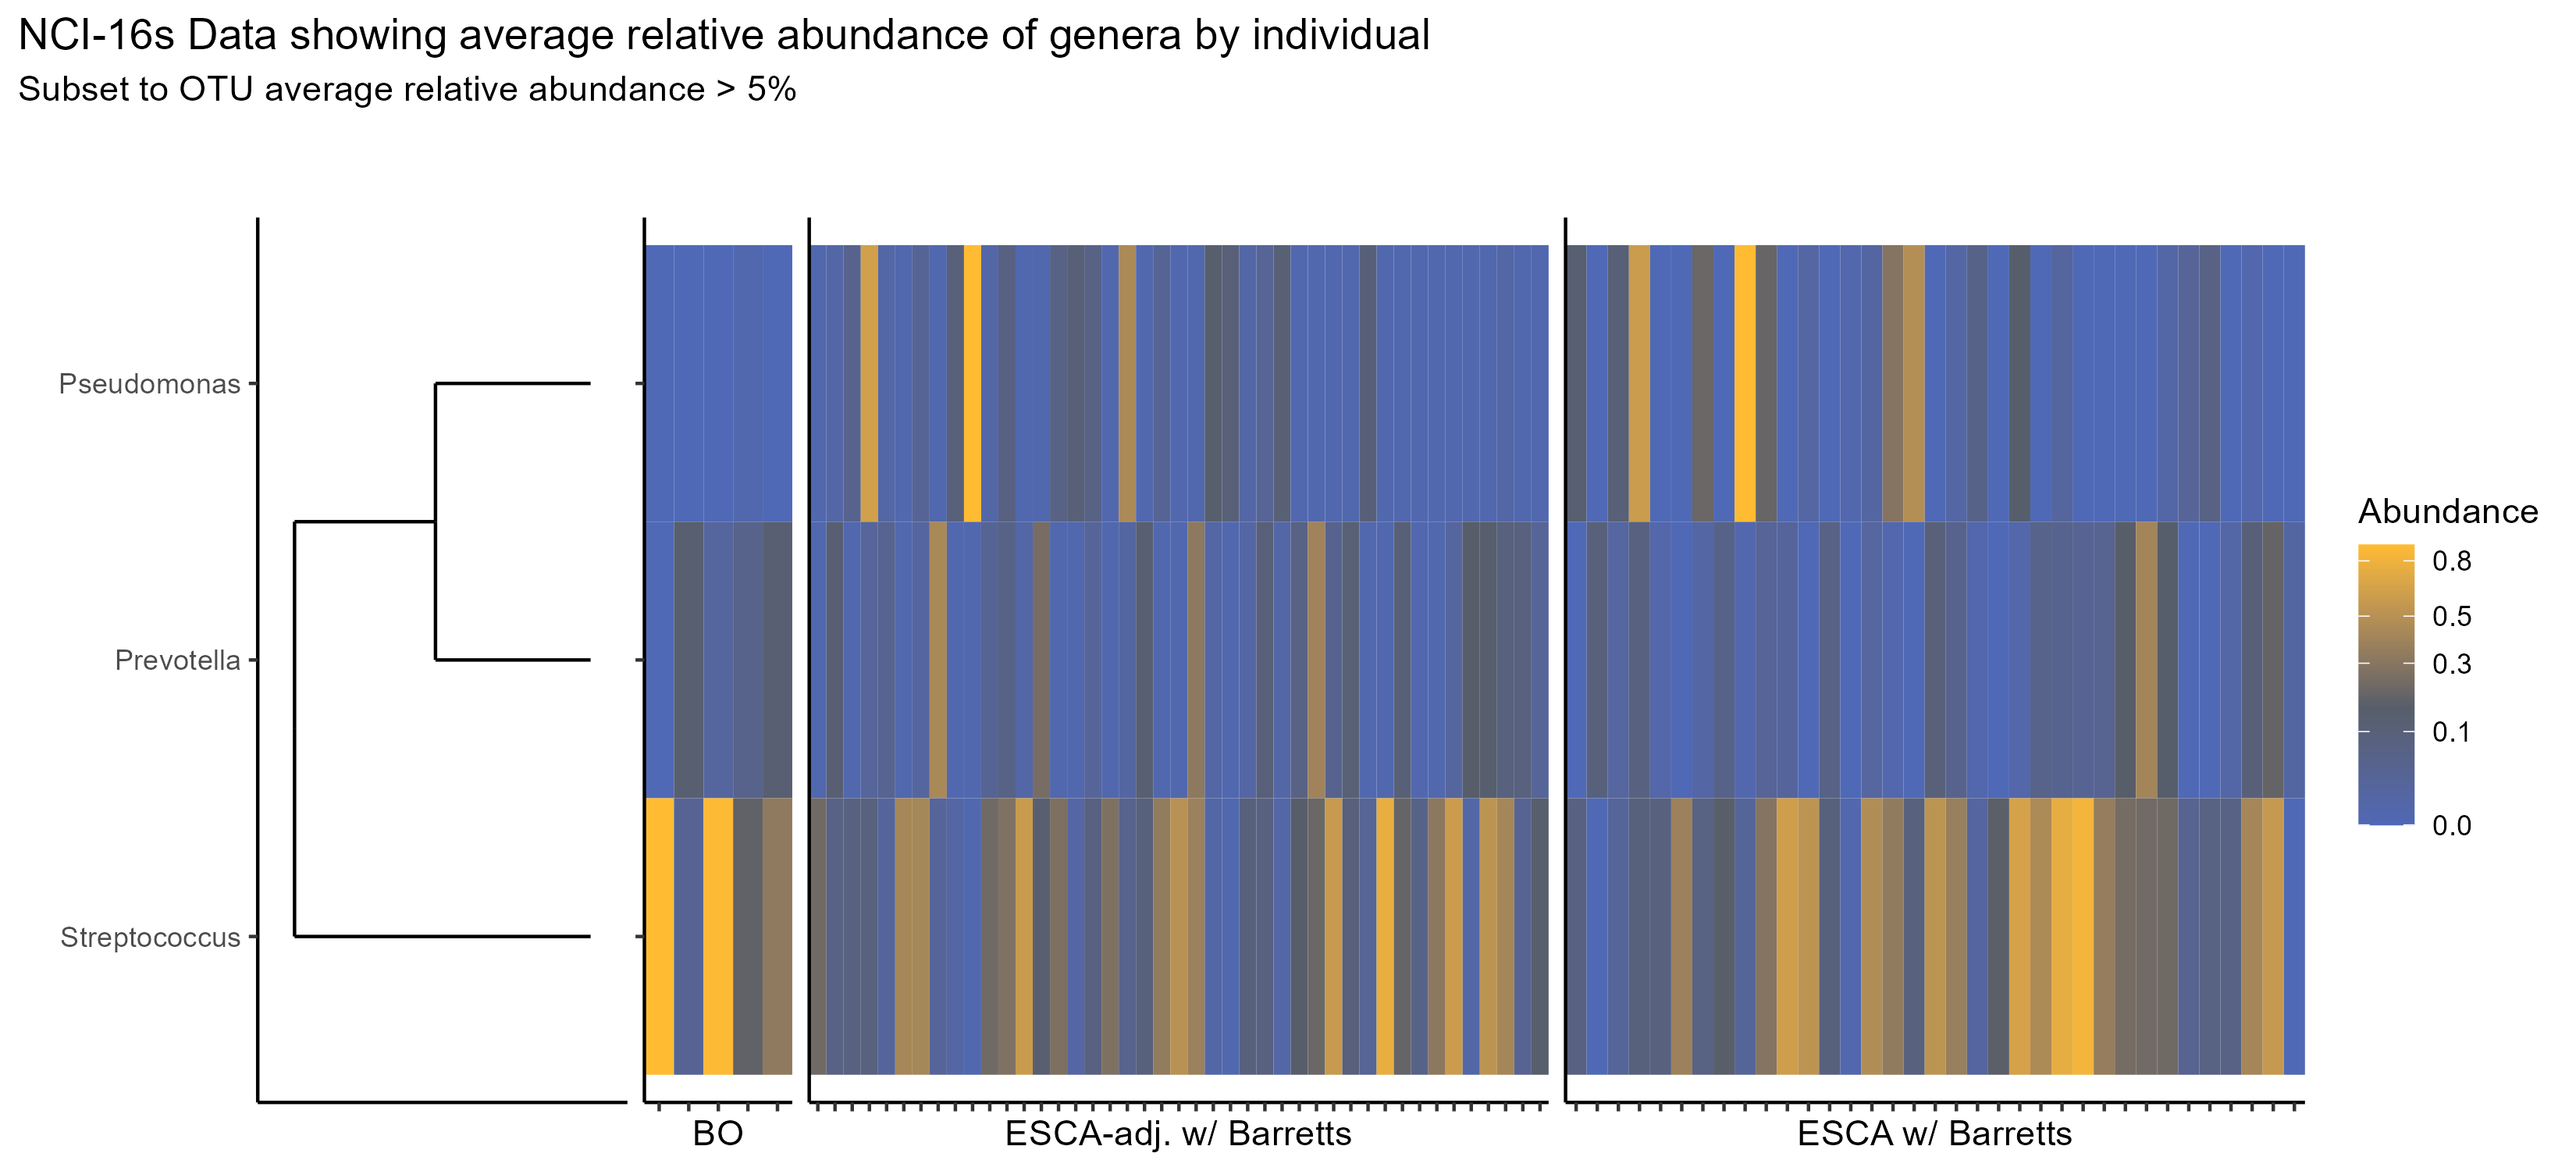 NCI-16s Data showing average relative abundance of genera by individual
Subset to OTU average relative abundance > 5%
Pseudomonas
Prevotella
Streptococcus
BO
ESCA-adj. w/ Barretts
ESCA w/ Barretts
Abundance
0.8
0.5
0.3
0.1
0.0